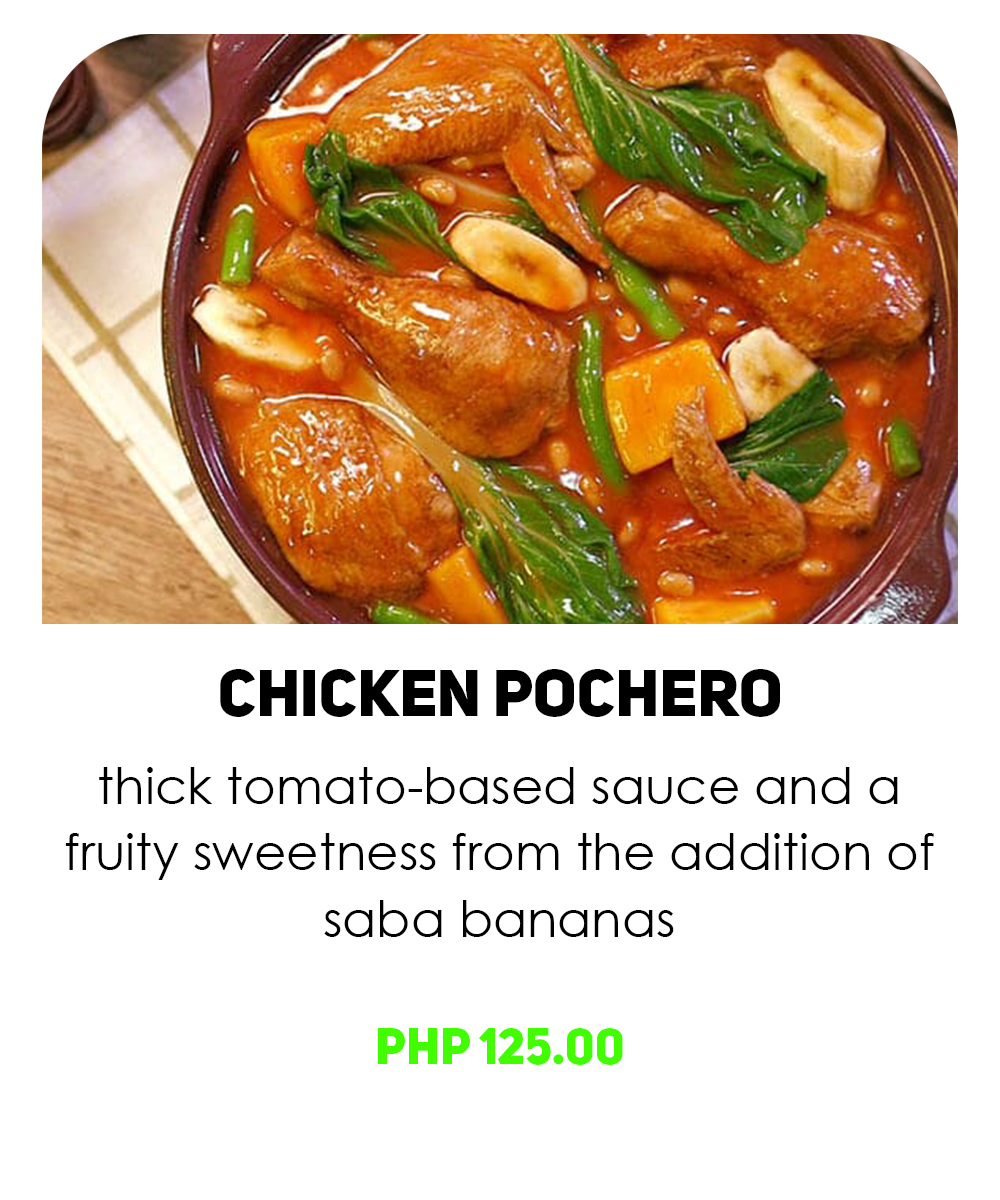 CHICKEN POCHERO
thick tomato-based sauce and a
fruity sweetness from the addition of
saba bananas
PHP 125.00